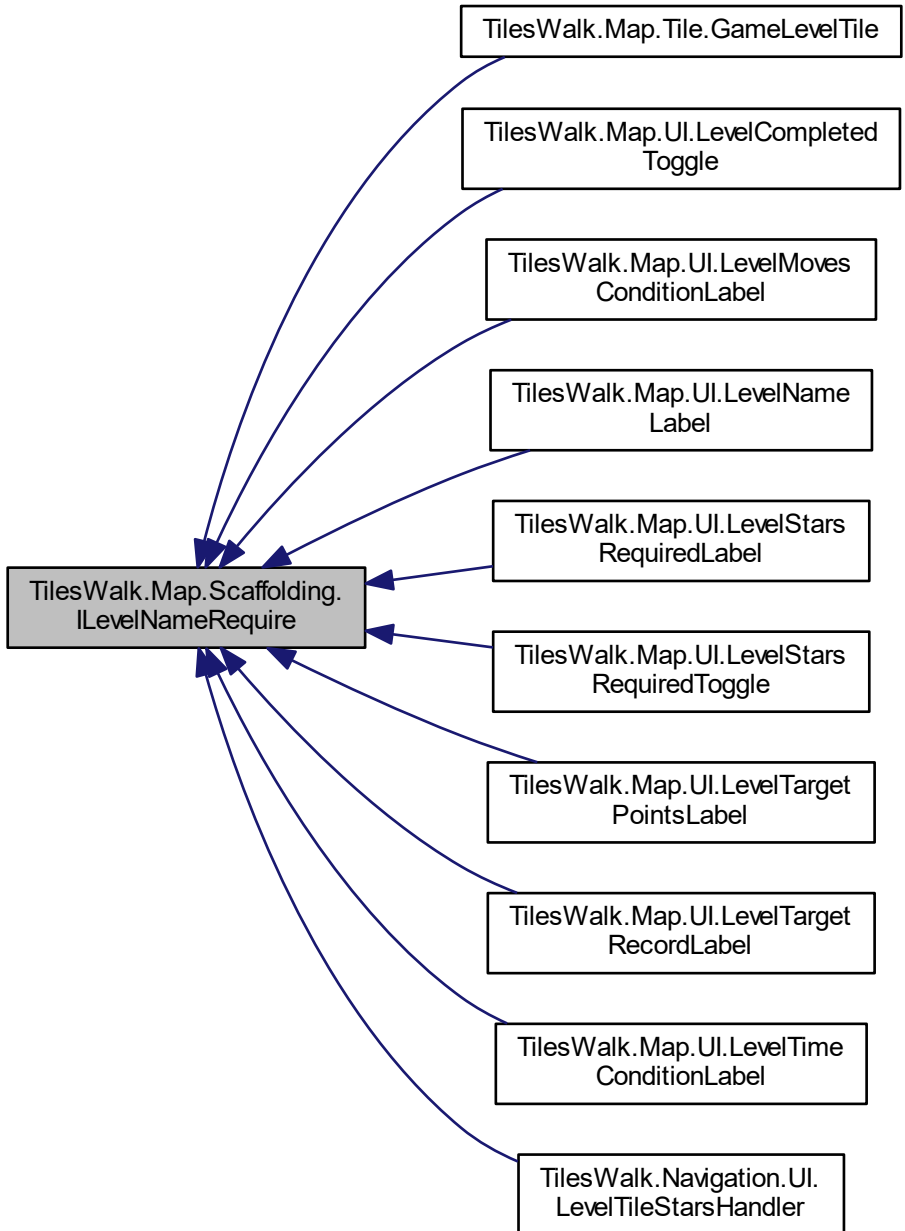 TilesWalk.Map.Tile.GameLevelTile
TilesWalk.Map.UI.LevelCompleted
Toggle
TilesWalk.Map.UI.LevelMoves
ConditionLabel
TilesWalk.Map.UI.LevelName
Label
TilesWalk.Map.UI.LevelStars
RequiredLabel
TilesWalk.Map.Scaffolding.
ILevelNameRequire
TilesWalk.Map.UI.LevelStars
RequiredToggle
TilesWalk.Map.UI.LevelTarget
PointsLabel
TilesWalk.Map.UI.LevelTarget
RecordLabel
TilesWalk.Map.UI.LevelTime
ConditionLabel
TilesWalk.Navigation.UI.
LevelTileStarsHandler